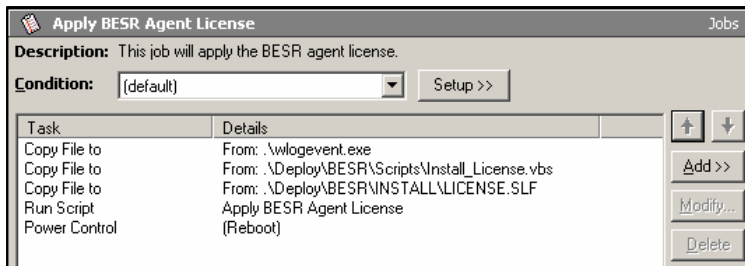 Apply BESR Agent License Jobs
Description: This job will apply the BESR agent license.
Condition: (default) Setup >>
Task Details
Copy File to From: .\wlogevent.exe
Copy File to From: .\Deploy\BESR\Scripts\Install_License.vbs
Copy File to From: .\Deploy\BESR\INSTALL\LICENSE.SLF
Run Script Apply BESR Agent License
Power Control (Reboot)
Add >>
Modify...
Delete